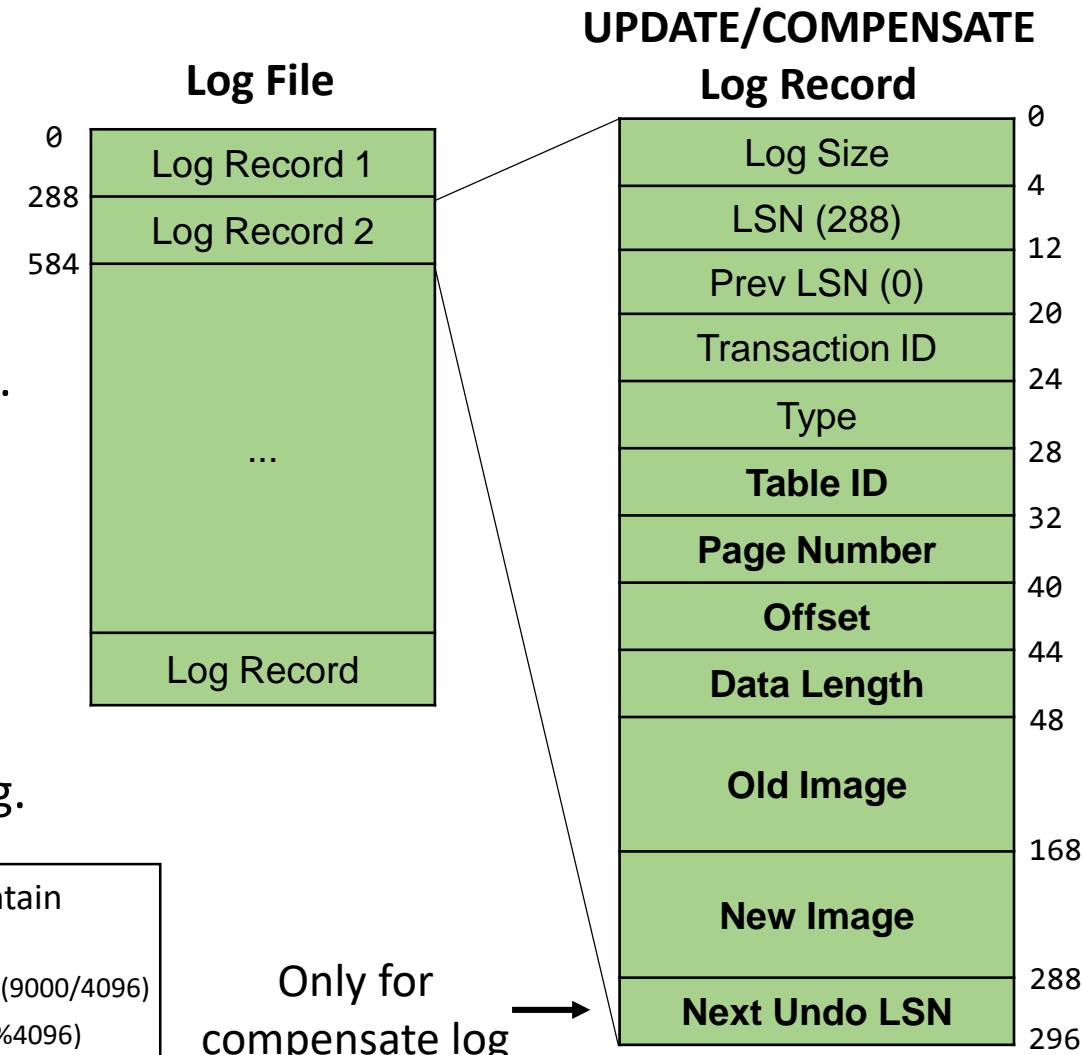 UPDATE/COMPENSATE
Log File
Log Record
0
Log Record 1
288
Log Record 2
584
...
Log Record
0
Log Size
4
LSN (288)
12
Prev LSN (0)
20
Transaction ID
24
Type
28
Table ID
32
Page Number
40
Offset
44
Data Length
48
Old Image
168
New Image
288
Next Undo LSN
296
.
g.
(9000/4096)
%4096)
Only for
compensate log